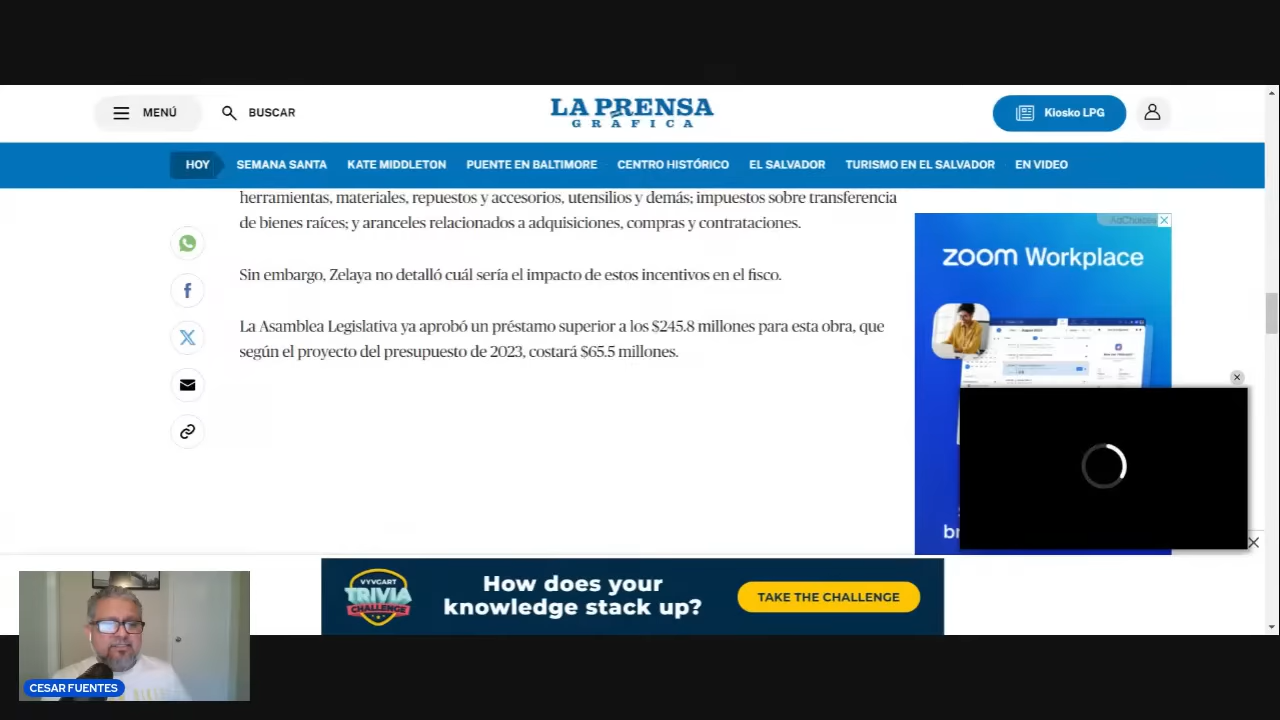 MENÚ
BUSCAR
LA PRENSA
GRÁFICA
Kiosko LPG
HOY
SEMANA SANTA
KATE MIDDLETON
PUENTE EN BALTIMORE
CENTRO HISTÓRICO
EL SALVADOR
TURISMO EN EL SALVADOR
EN VIDEO
herramientas, materiales, repuestos y accesorios, utensilios y demás; impuestos sobre transferencia
de bienes raíces; y aranceles relacionados a adquisiciones, compras y contrataciones.
Sin embargo, Zelaya no detalló cuál sería el impacto de estos incentivos en el fisco.
La Asamblea Legislativa ya aprobó un préstamo superior a los $245.8 millones para esta obra, que
según el proyecto del presupuesto de 2023, costará $65.5 millones.
AdChoices
zoom Workplace
br
VYVGART
TRIVIA
CHALLENGE
How does your
knowledge stack up?
TAKE THE CHALLENGE
CESAR FUENTES